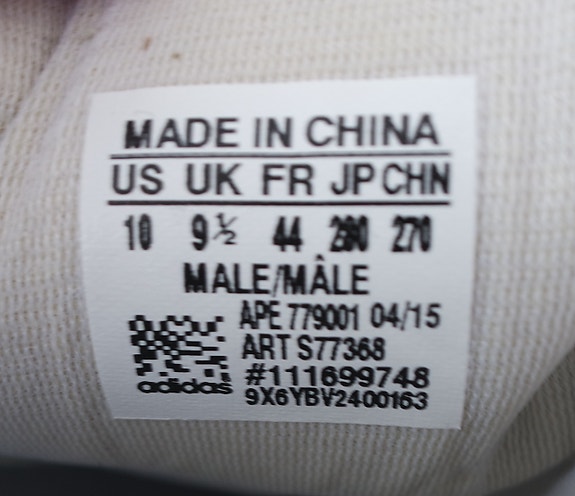 MADE IN CHINA
US UK FR JP CHN
10 9½ 44 280 270
MALE/MÂLE
APE 779001 04/15
ART S77368
#111699748
adidas 9X6YBV2400163